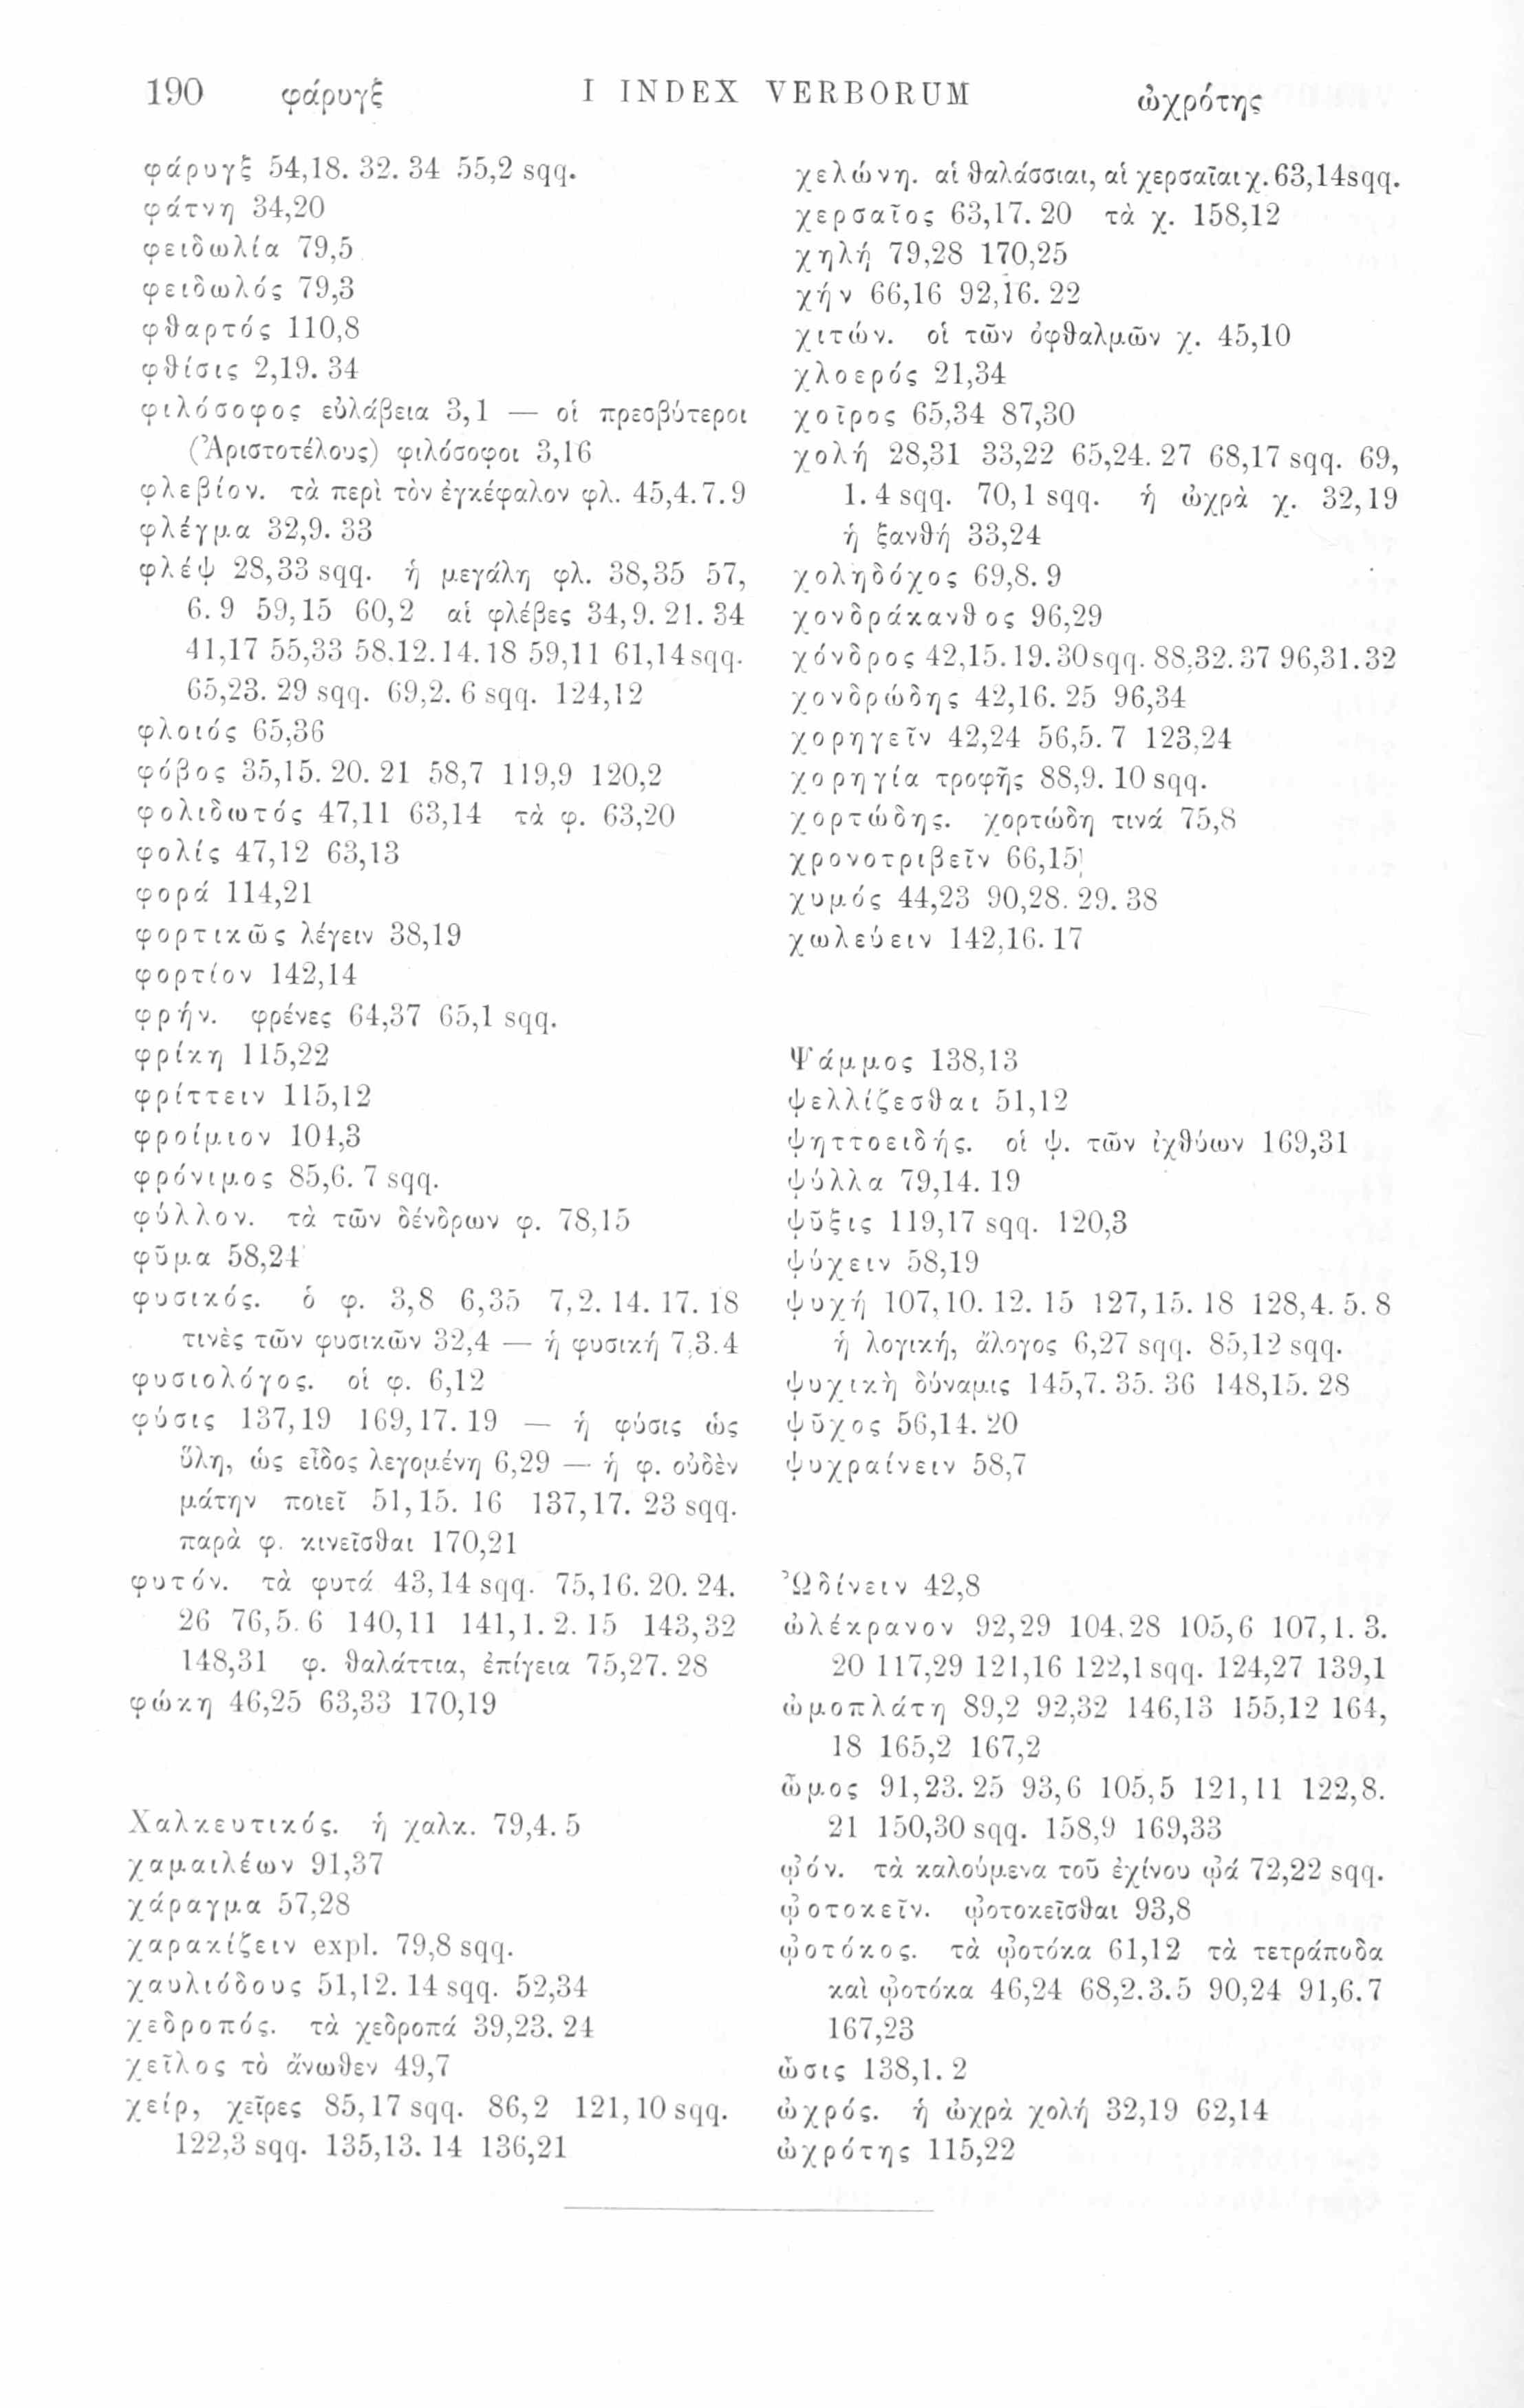 190 φάρυγξ I INDEX VERBORUM ὠχρότης
φάρυγξ 54,18. 32. 34 55,2 sqq.
φάτνη 34,20
φειδωλία 79,5
φειδωλός 79,3
φθαρτός 110,8
φθίσις 2,19. 34
φιλόσοφος εὐλάβεια 3,1 — οἱ πρεσβύτεροι
(Ἀριστοτέλους) φιλόσοφοι 3,16
φλεβίον. τὰ περὶ τὸν ἐγκέφαλον φλ. 45,4. 7. 9
φλέγμα 32,9. 33
φλέψ 28,33 sqq. ἡ μεγάλη φλ. 38,35 57,
6. 9 59,15 60,2 αἱ φλέβες 34,9. 21. 34
41,17 55,33 58,12. 14. 18 59,11 61,14 sqq.
65,23. 29 sqq. 69,2. 6 sqq. 124,12
φλοιός 65,36
φόβος 35,15. 20. 21 58,7 119,9 120,2
φολιδωτός 47,11 63,14 τὰ φ. 63,20
φολίς 47,12 63,13
φορά 114,21
φορτικῶς λέγειν 38,19
φορτίον 142,14
φρήν. φρένες 64,37 65,1 sqq.
φρίκη 115,22
φρίττειν 115,12
φροίμιον 104,3
φρόνιμος 85,6. 7 sqq.
φύλλον. τὰ τῶν δένδρων φ. 78,15
φῦμα 58,24
φυσικός. ὁ φ. 3,8 6,35 7,2. 14. 17. 18
τινὲς τῶν φυσικῶν 32,4 — ἡ φυσική 7,3. 4
φυσιολόγος. οἱ φ. 6,12
φύσις 137,19 169,17. 19 — ἡ φύσις ὡς
ὕλη, ὡς εἶδος λεγομένη 6,29 — ἡ φ. οὐδὲν
μάτην ποιεῖ 51,15. 16 137,17. 23 sqq.
παρὰ φ. κινεῖσθαι 170,21
φυτόν. τὰ φυτά 43,14 sqq. 75,16. 20. 24.
26 76,5. 6 140,11 141,1. 2. 15 143,32
148,31 φ. θαλάττια, ἐπίγεια 75,27. 28
φώκη 46,25 63,33 170,19
Χαλκευτικός. ἡ χαλκ. 79,4. 5
χαμαιλέων 91,37
χάραγμα 57,28
χαρακίζειν expl. 79,8 sqq.
χαυλιόδους 51,12. 14 sqq. 52,34
χεδροπός. τὰ χεδροπά 39,23. 24
χεῖλος τὸ ἄνωθεν 49,7
χείρ, χεῖρες 85,17 sqq. 86,2 121,10 sqq.
122,3 sqq. 135,13. 14 136,21
χελώνη. αἱ θαλάσσιαι, αἱ χερσαῖαι χ. 63,14 sqq.
χερσαῖος 63,17. 20 τὰ χ. 158,12
χηλή 79,28 170,25
χήν 66,16 92,16. 22
χιτών. οἱ τῶν ὀφθαλμῶν χ. 45,10
χλοερός 21,34
χοῖρος 65,34 87,30
χολή 28,31 33,22 65,24. 27 68,17 sqq. 69,
1. 4 sqq. 70,1 sqq. ἡ ὠχρὰ χ. 32,19
ἡ ξανθή 33,24
χοληδόχος 69,8. 9
χονδράκανθος 96,29
χόνδρος 42,15. 19. 30 sqq. 88,32. 37 96,31. 32
χονδρώδης 42,16. 25 96,34
χορηγεῖν 42,24 56,5. 7 123,24
χορηγία τροφῆς 88,9. 10 sqq.
χορτώδης. χορτώδη τινά 75,8
χρονοτριβεῖν 66,15
χυμός 44,23 90,28. 29. 38
χωλεύειν 142,16. 17
Ψάμμος 138,13
ψελλίζεσθαι 51,12
ψηττοειδής. οἱ ψ. τῶν ἰχθύων 169,31
ψύλλα 79,14. 19
ψῦξις 119,17 sqq. 120,3
ψύχειν 58,19
ψυχή 107,10. 12. 15 127,15. 18 128,4. 5. 8
ἡ λογική, ἄλογος 6,27 sqq. 85,12 sqq.
ψυχικὴ δύναμις 145,7. 35. 36 148,15. 28
ψῦχος 56,14. 20
ψυχραίνειν 58,7
Ὠδίνειν 42,8
ὠλέκρανον 92,29 104,28 105,6 107,1. 3.
20 117,29 121,16 122,1 sqq. 124,27 139,1
ὠμοπλάτη 89,2 92,32 146,13 155,12 164,
18 165,2 167,2
ὦμος 91,23. 25 93,6 105,5 121,11 122,8.
21 150,30 sqq. 158,9 169,33
ᾠόν. τὰ καλούμενα τοῦ ἐχίνου ᾠά 72,22 sqq.
ᾠοτοκεῖν. ᾠοτοκεῖσθαι 93,8
ᾠοτόκος. τὰ ᾠοτόκα 61,12 τὰ τετράποδα
καὶ ᾠοτόκα 46,24 68,2. 3. 5 90,24 91,6. 7
167,23
ὦσις 138,1. 2
ὠχρός. ἡ ὠχρὰ χολή 32,19 62,14
ὠχρότης 115,22